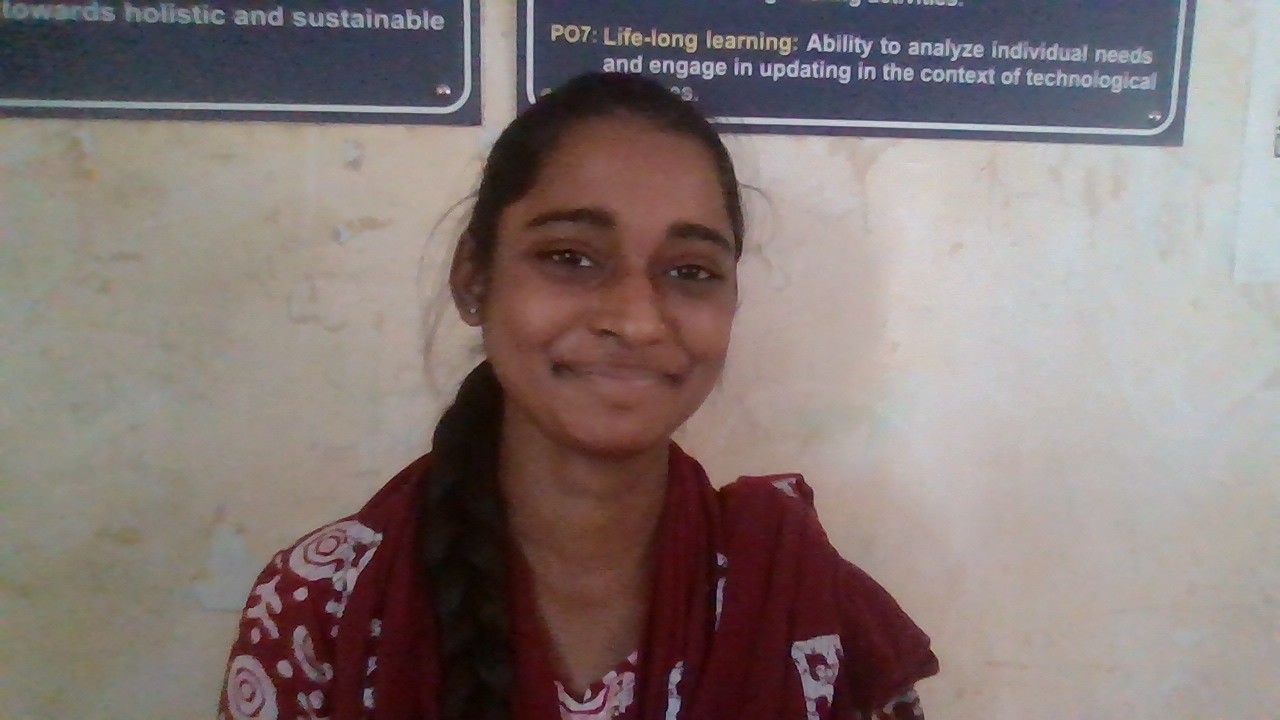 towards holistic and sustainable
PO7: Life-long learning: Ability to analyze individual needs
and engage in updating in the context of technological